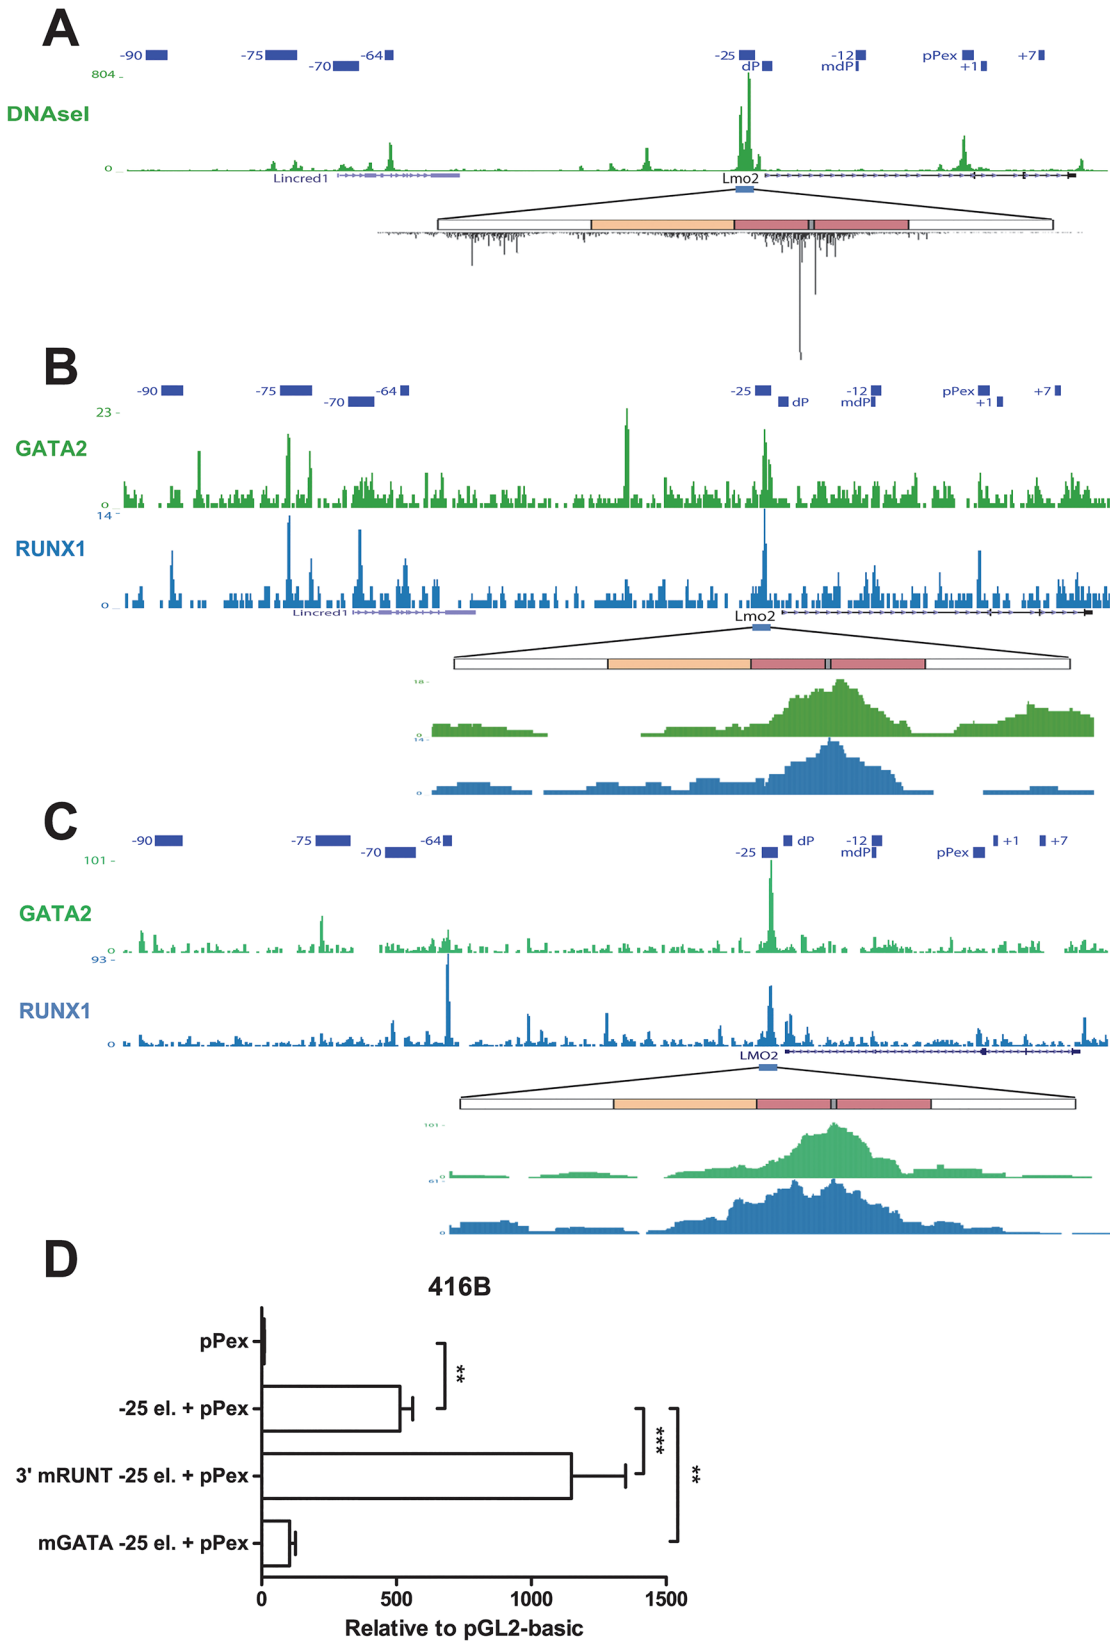 A
-90 -75 -64 -25 -12 pPex +7
-70 dP mdP +1
804
DNAseI
0
Lincred1 Lmo2
B
-90 -75 -64 -25 -12 pPex +7
-70 dP mdP +1
23
GATA2
0
14
RUNX1
0
Lincred1 Lmo2
18
0
14
0
C
-90 -75 -64 dP -12 +1 +7
-70 -25 mdP pPex
101
GATA2
0
93
RUNX1
0
LMO2
101
0
61
0
D
416B
pPex
**
-25 el. + pPex
3' mRUNT -25 el. + pPex
***
**
mGATA -25 el. + pPex
0 500 1000 1500
Relative to pGL2-basic